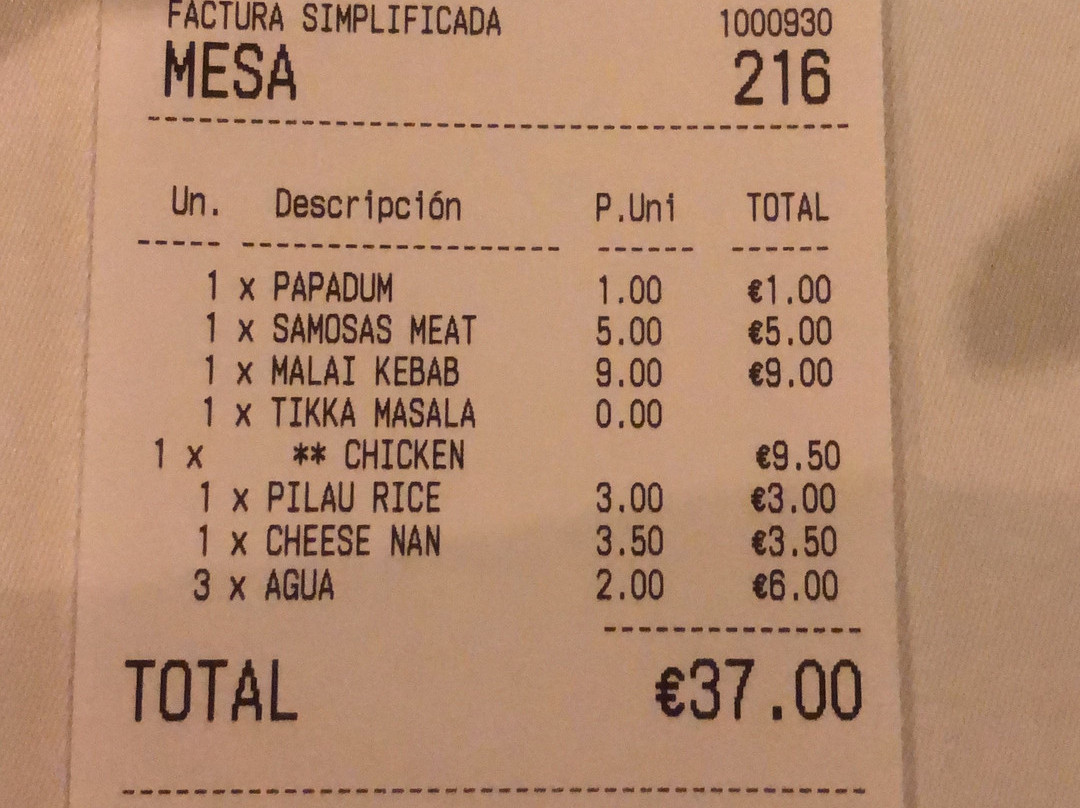 FACTURA SIMPLIFICADA 1000930
MESA 216
Un. Descripción P.Uni TOTAL
1 x PAPADUM 1.00 €1.00
1 x SAMOSAS MEAT 5.00 €5.00
1 x MALAI KEBAB 9.00 €9.00
1 x TIKKA MASALA 0.00
1 x ** CHICKEN €9.50
1 x PILAU RICE 3.00 €3.00
1 x CHEESE NAN 3.50 €3.50
3 x AGUA 2.00 €6.00
TOTAL €37.00